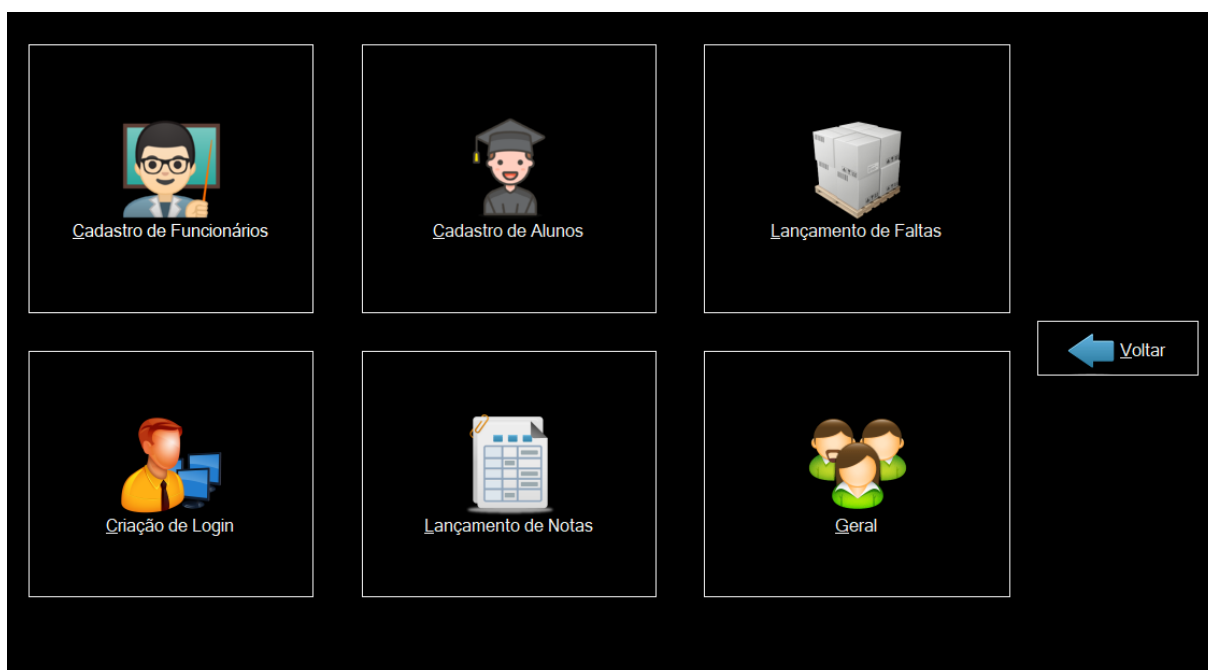 Cadastro de Funcionários
Cadastro de Alunos
Lançamento de Faltas
Voltar
Criação de Login
Lançamento de Notas
Geral